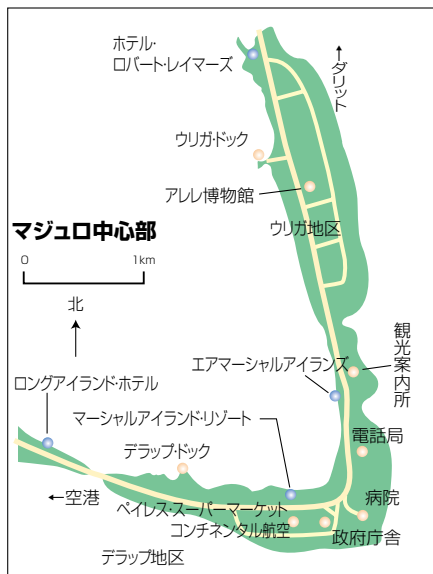 ホテル・
ロバート・レイマーズ
←ダリット
ウリガ・ドック
アレレ博物館
ウリガ地区
マジュロ中心部
0 1km
北
エアマーシャルアイランズ
観光案内所
ロングアイランド・ホテル
マーシャルアイランド・リゾート
デラップ・ドック
電話局
←空港
病院
ペイレス・スーパーマーケット
コンチネンタル航空
政府庁舎
デラップ地区